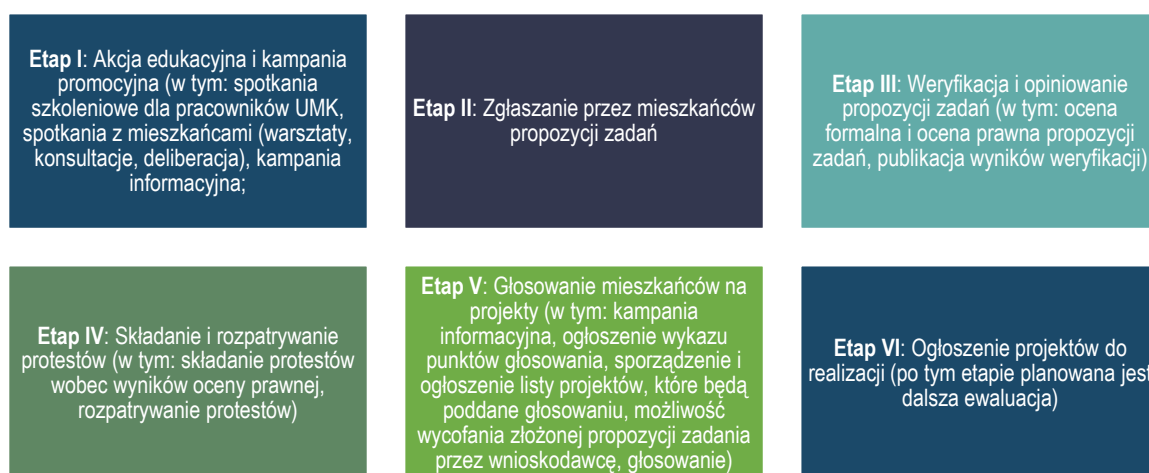 Etap I: Akcja edukacyjna i kampania
promocyjna (w tym: spotkania
szkoleniowe dla pracowników UMK,
spotkania z mieszkańcami (warsztaty,
konsultacje, deliberacja), kampania
informacyjna;
Etap II: Zgłaszanie przez mieszkańców
propozycji zadań
Etap III: Weryfikacja i opiniowanie
propozycji zadań (w tym: ocena
formalna i ocena prawna propozycji
zadań, publikacja wyników weryfikacji)
Etap IV: Składanie i rozpatrywanie
protestów (w tym: składanie protestów
wobec wyników oceny prawnej,
rozpatrywanie protestów)
Etap V: Głosowanie mieszkańców na
projekty (w tym: kampania
informacyjna, ogłoszenie wykazu
punktów głosowania, sporządzenie i
ogłoszenie listy projektów, które będą
poddane głosowaniu, możliwość
wycofania złożonej propozycji zadania
przez wnioskodawcę, głosowanie)
Etap VI: Ogłoszenie projektów do
realizacji (po tym etapie planowana jest
dalsza ewaluacja)